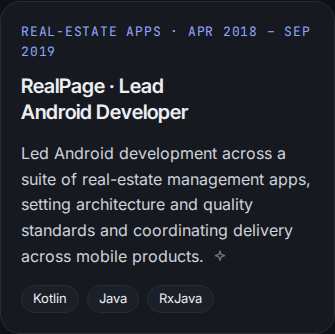 REAL-ESTATE APPS · APR 2018 – SEP
2019
RealPage · Lead
Android Developer
Led Android development across a
suite of real-estate management apps,
setting architecture and quality
standards and coordinating delivery
across mobile products.
Kotlin
Java
RxJava